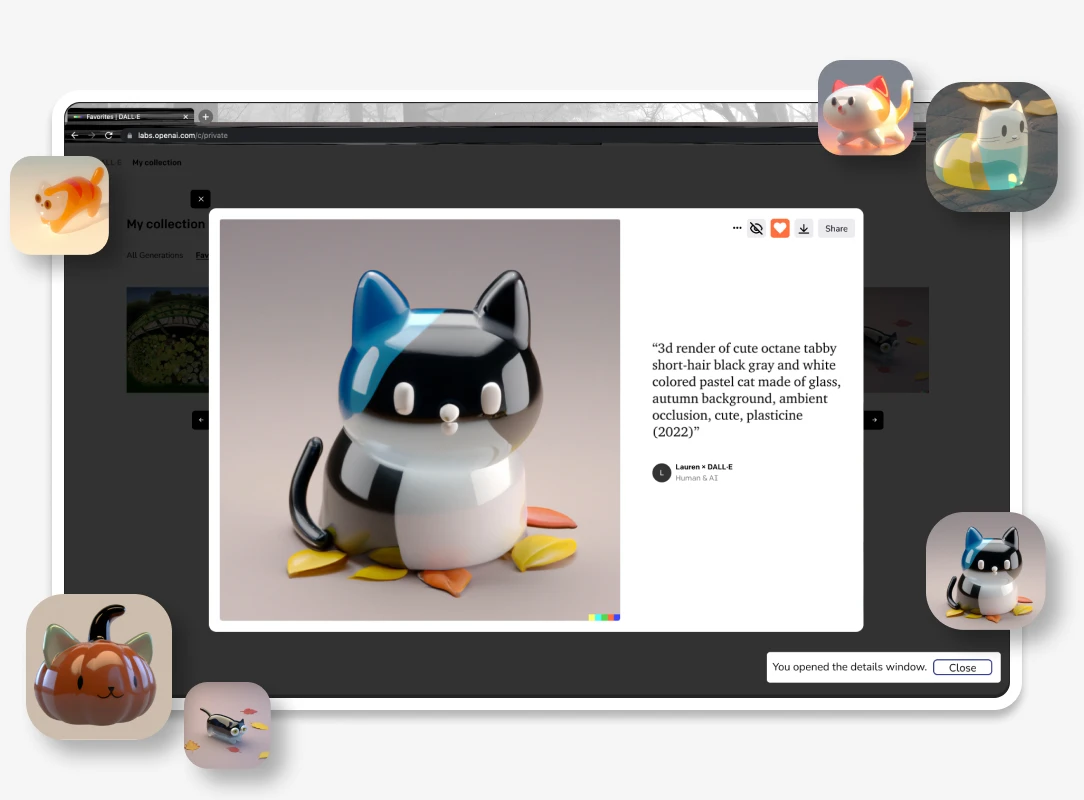 Favorites | DALL·E
labs.openai.com/c/private
My collection
My collection
All Generations
Share
“3d render of cute octane tabby
short-hair black gray and white
colored pastel cat made of glass,
autumn background, ambient
occlusion, cute, plasticine
(2022)”
L
Lauren × DALL·E
Human & AI
You opened the details window.
Close